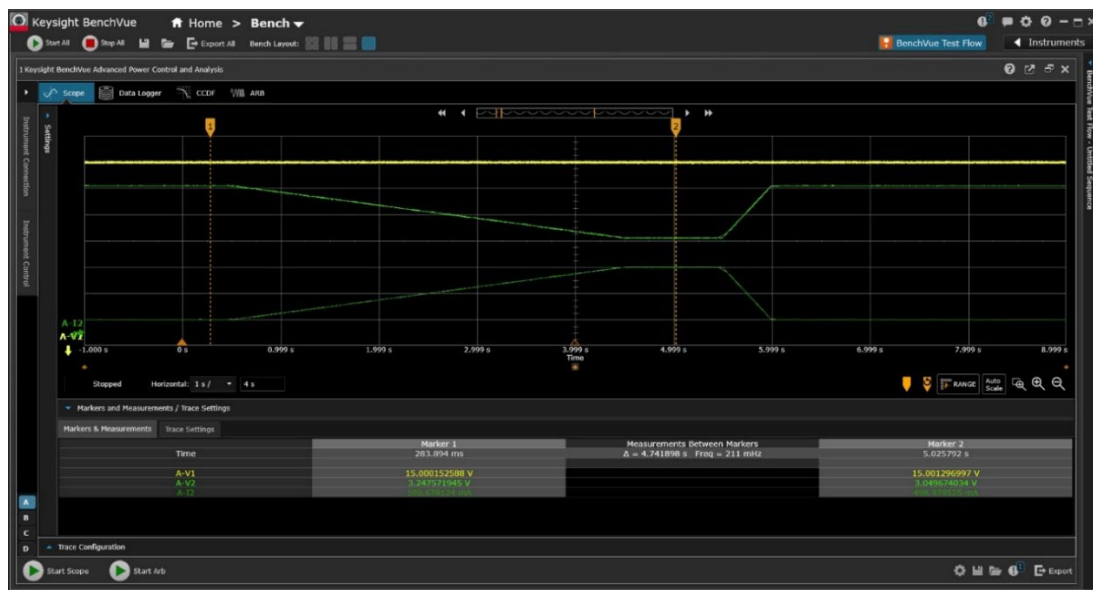 Keysight BenchVue Home > Bench
Start All Stop All Export All Bench Layout: BenchVue Test Flow Instruments
1 Keysight BenchVue Advanced Power Control and Analysis
Scope Data Logger CCDF ARB
Instrument Connection
Instrument Control
Settings
BenchVue Test Flow - Untitled Sequence
1 2
A-I2
-1.000 s 0 s 0.999 s 1.999 s 2.999 s 3.999 s 4.999 s 5.999 s 6.999 s 7.999 s 8.999 s
Time
Stopped Horizontal: 1 s/ 4 s RANGE Auto Scale
Markers and Measurements / Trace Settings
Markers & Measurements Trace Settings
Marker 1 Measurements Between Markers Marker 2
Time 283.894 ms Δ = 4.741898 s Freq = 211 mHz 5.025792 s
A-V1 15.000152588 V 15.001296997 V
A-V2 3.247571945 V 3.049674034 V
A-I2
A
B
C
D Trace Configuration
Start Scope Start Arb Export